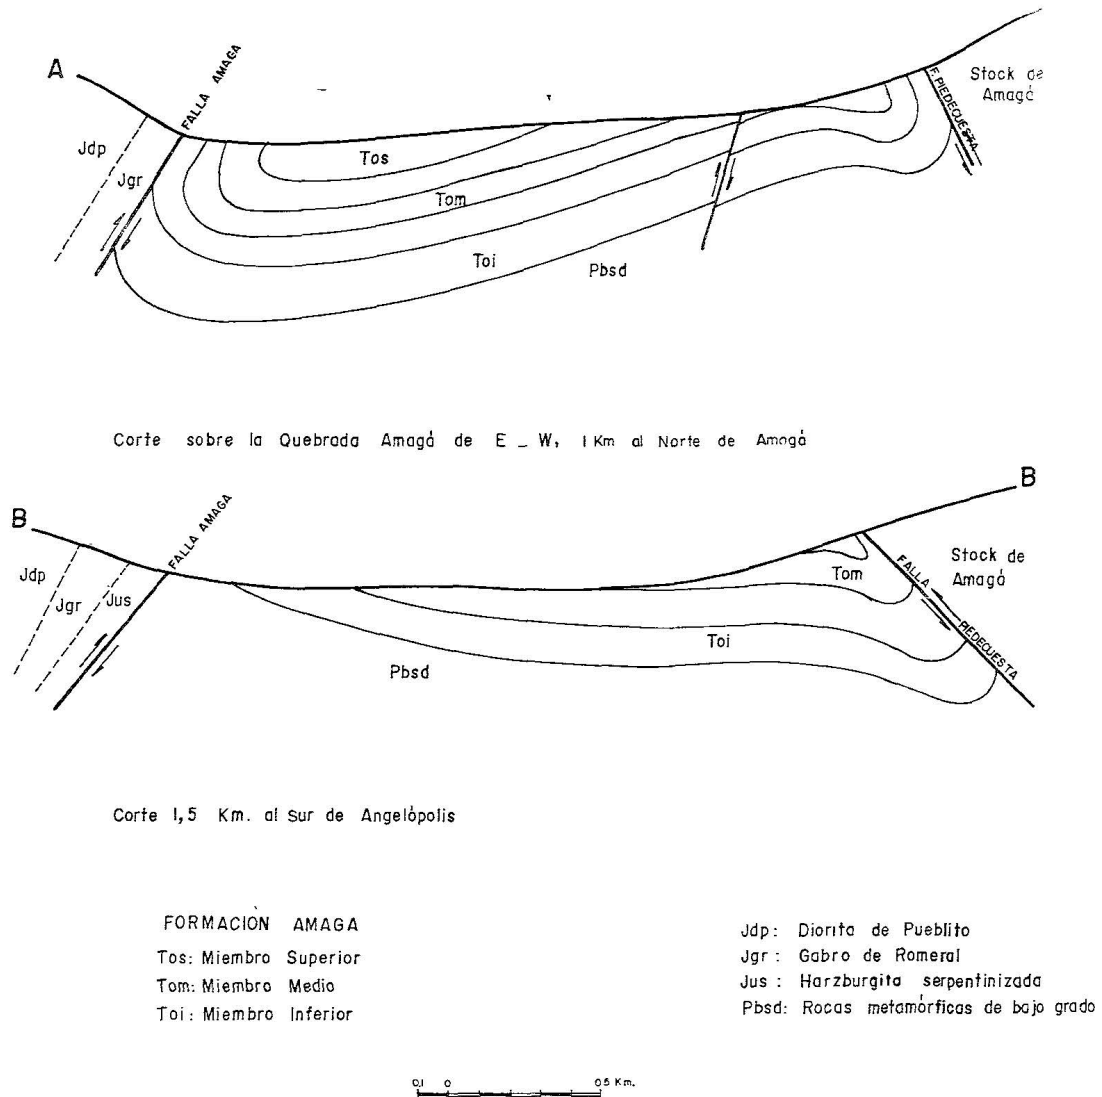 A
FALLA AMAGA
F. PIEDECUESTA
Stock de
Amagá
Jdp
Jgr
Tos
Tom
Toi
Pbsd
Corte sobre la Quebrada Amagá de E _ W, 1 Km al Norte de Amagá
B
B
FALLA AMAGA
Jdp
Jgr
Jus
Tom
Toi
Pbsd
FALLA PIEDECUESTA
Stock de
Amagá
Corte 1,5 Km. al sur de Angelópolis
FORMACIÓN AMAGA
Tos: Miembro Superior
Tom: Miembro Medio
Toi: Miembro Inferior
Jdp: Diorita de Pueblito
Jgr: Gabro de Romeral
Jus: Harzburgita serpentinizada
Pbsd: Rocas metamórficas de bajo grado
0.1 0 0.5 Km.